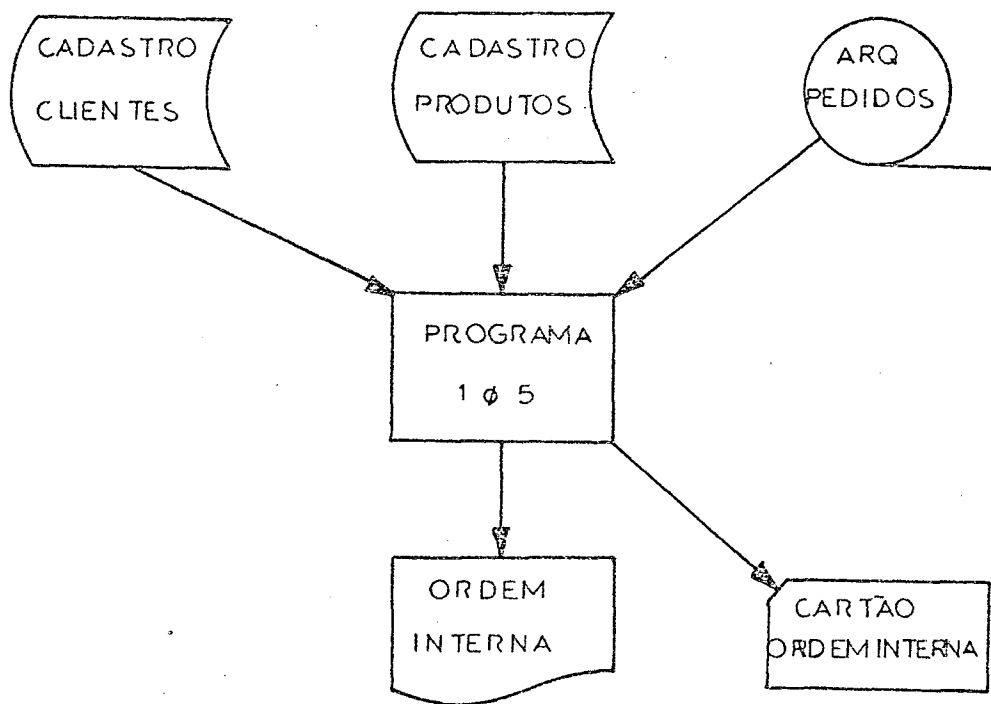 CADASTRO
CLIENTES
CADASTRO
PRODUTOS
ARQ
PEDIDOS
PROGRAMA
1 ø 5
ORDEM
INTERNA
CARTÃO
ORDEM INTERNA